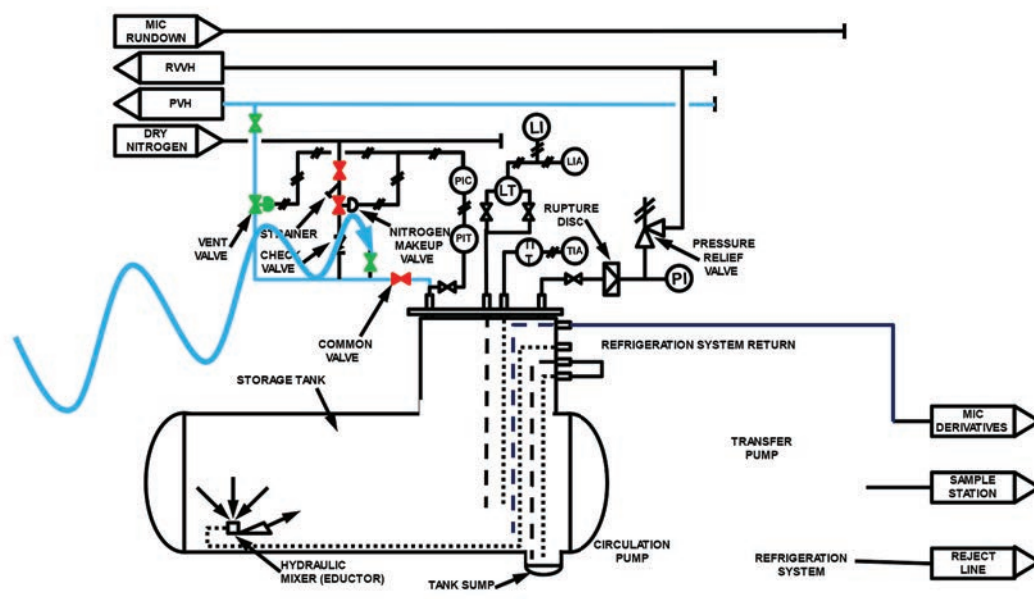 MIC
RUNDOWN
RVVH
PVH
DRY
NITROGEN
LI
LIA
LT
PIC
PIT
TI
T
TIA
RUPTURE
DISC
PI
PRESSURE
RELIEF
VALVE
VENT
VALVE
STRAINER
CHECK
VALVE
NITROGEN
MAKEUP
VALVE
COMMON
VALVE
REFRIGERATION SYSTEM RETURN
STORAGE TANK
MIC
DERIVATIVES
TRANSFER
PUMP
SAMPLE
STATION
CIRCULATION
PUMP
REFRIGERATION
SYSTEM
REJECT
LINE
HYDRAULIC
MIXER (EDUCTOR)
TANK SUMP